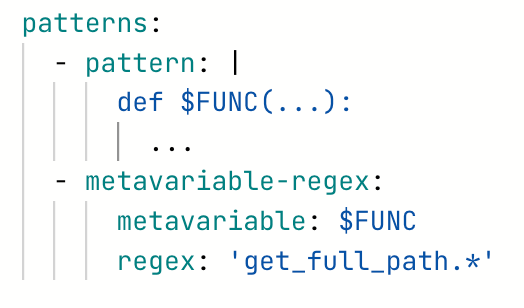 patterns:
  - pattern: |
      def $FUNC(...):
        ...
  - metavariable-regex:
      metavariable: $FUNC
      regex: 'get_full_path.*'